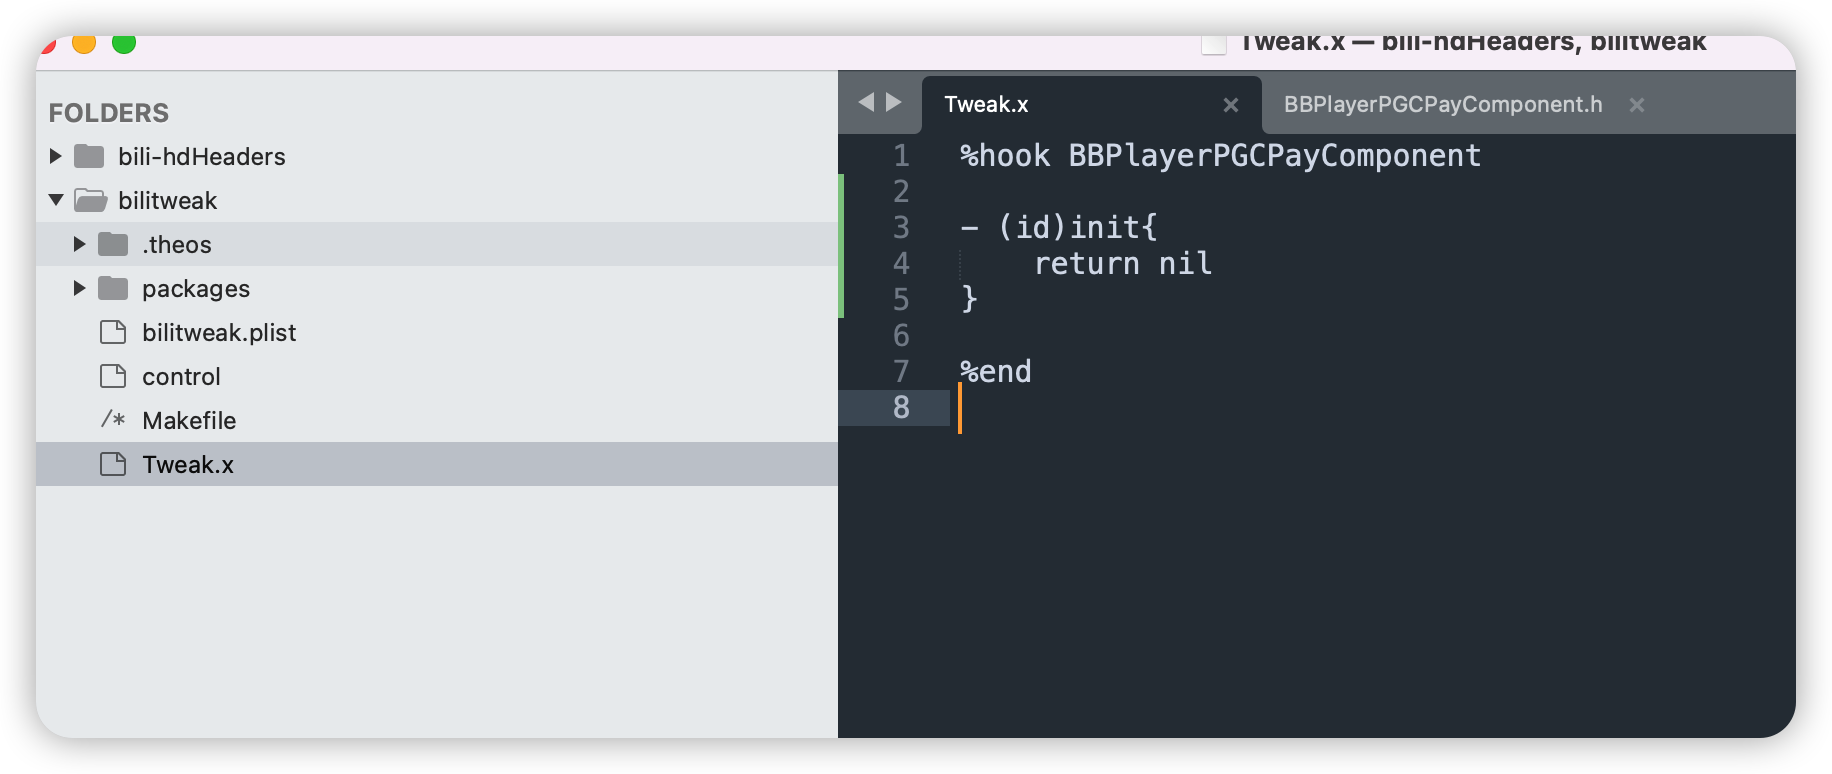 Tweak.x — bili-hdHeaders, bilitweak
FOLDERS
bili-hdHeaders
bilitweak
.theos
packages
bilitweak.plist
control
/* Makefile
Tweak.x
Tweak.x × BBPlayerPGCPayComponent.h ×
1 %hook BBPlayerPGCPayComponent
2
3 - (id)init{
4 return nil
5 }
6
7 %end
8